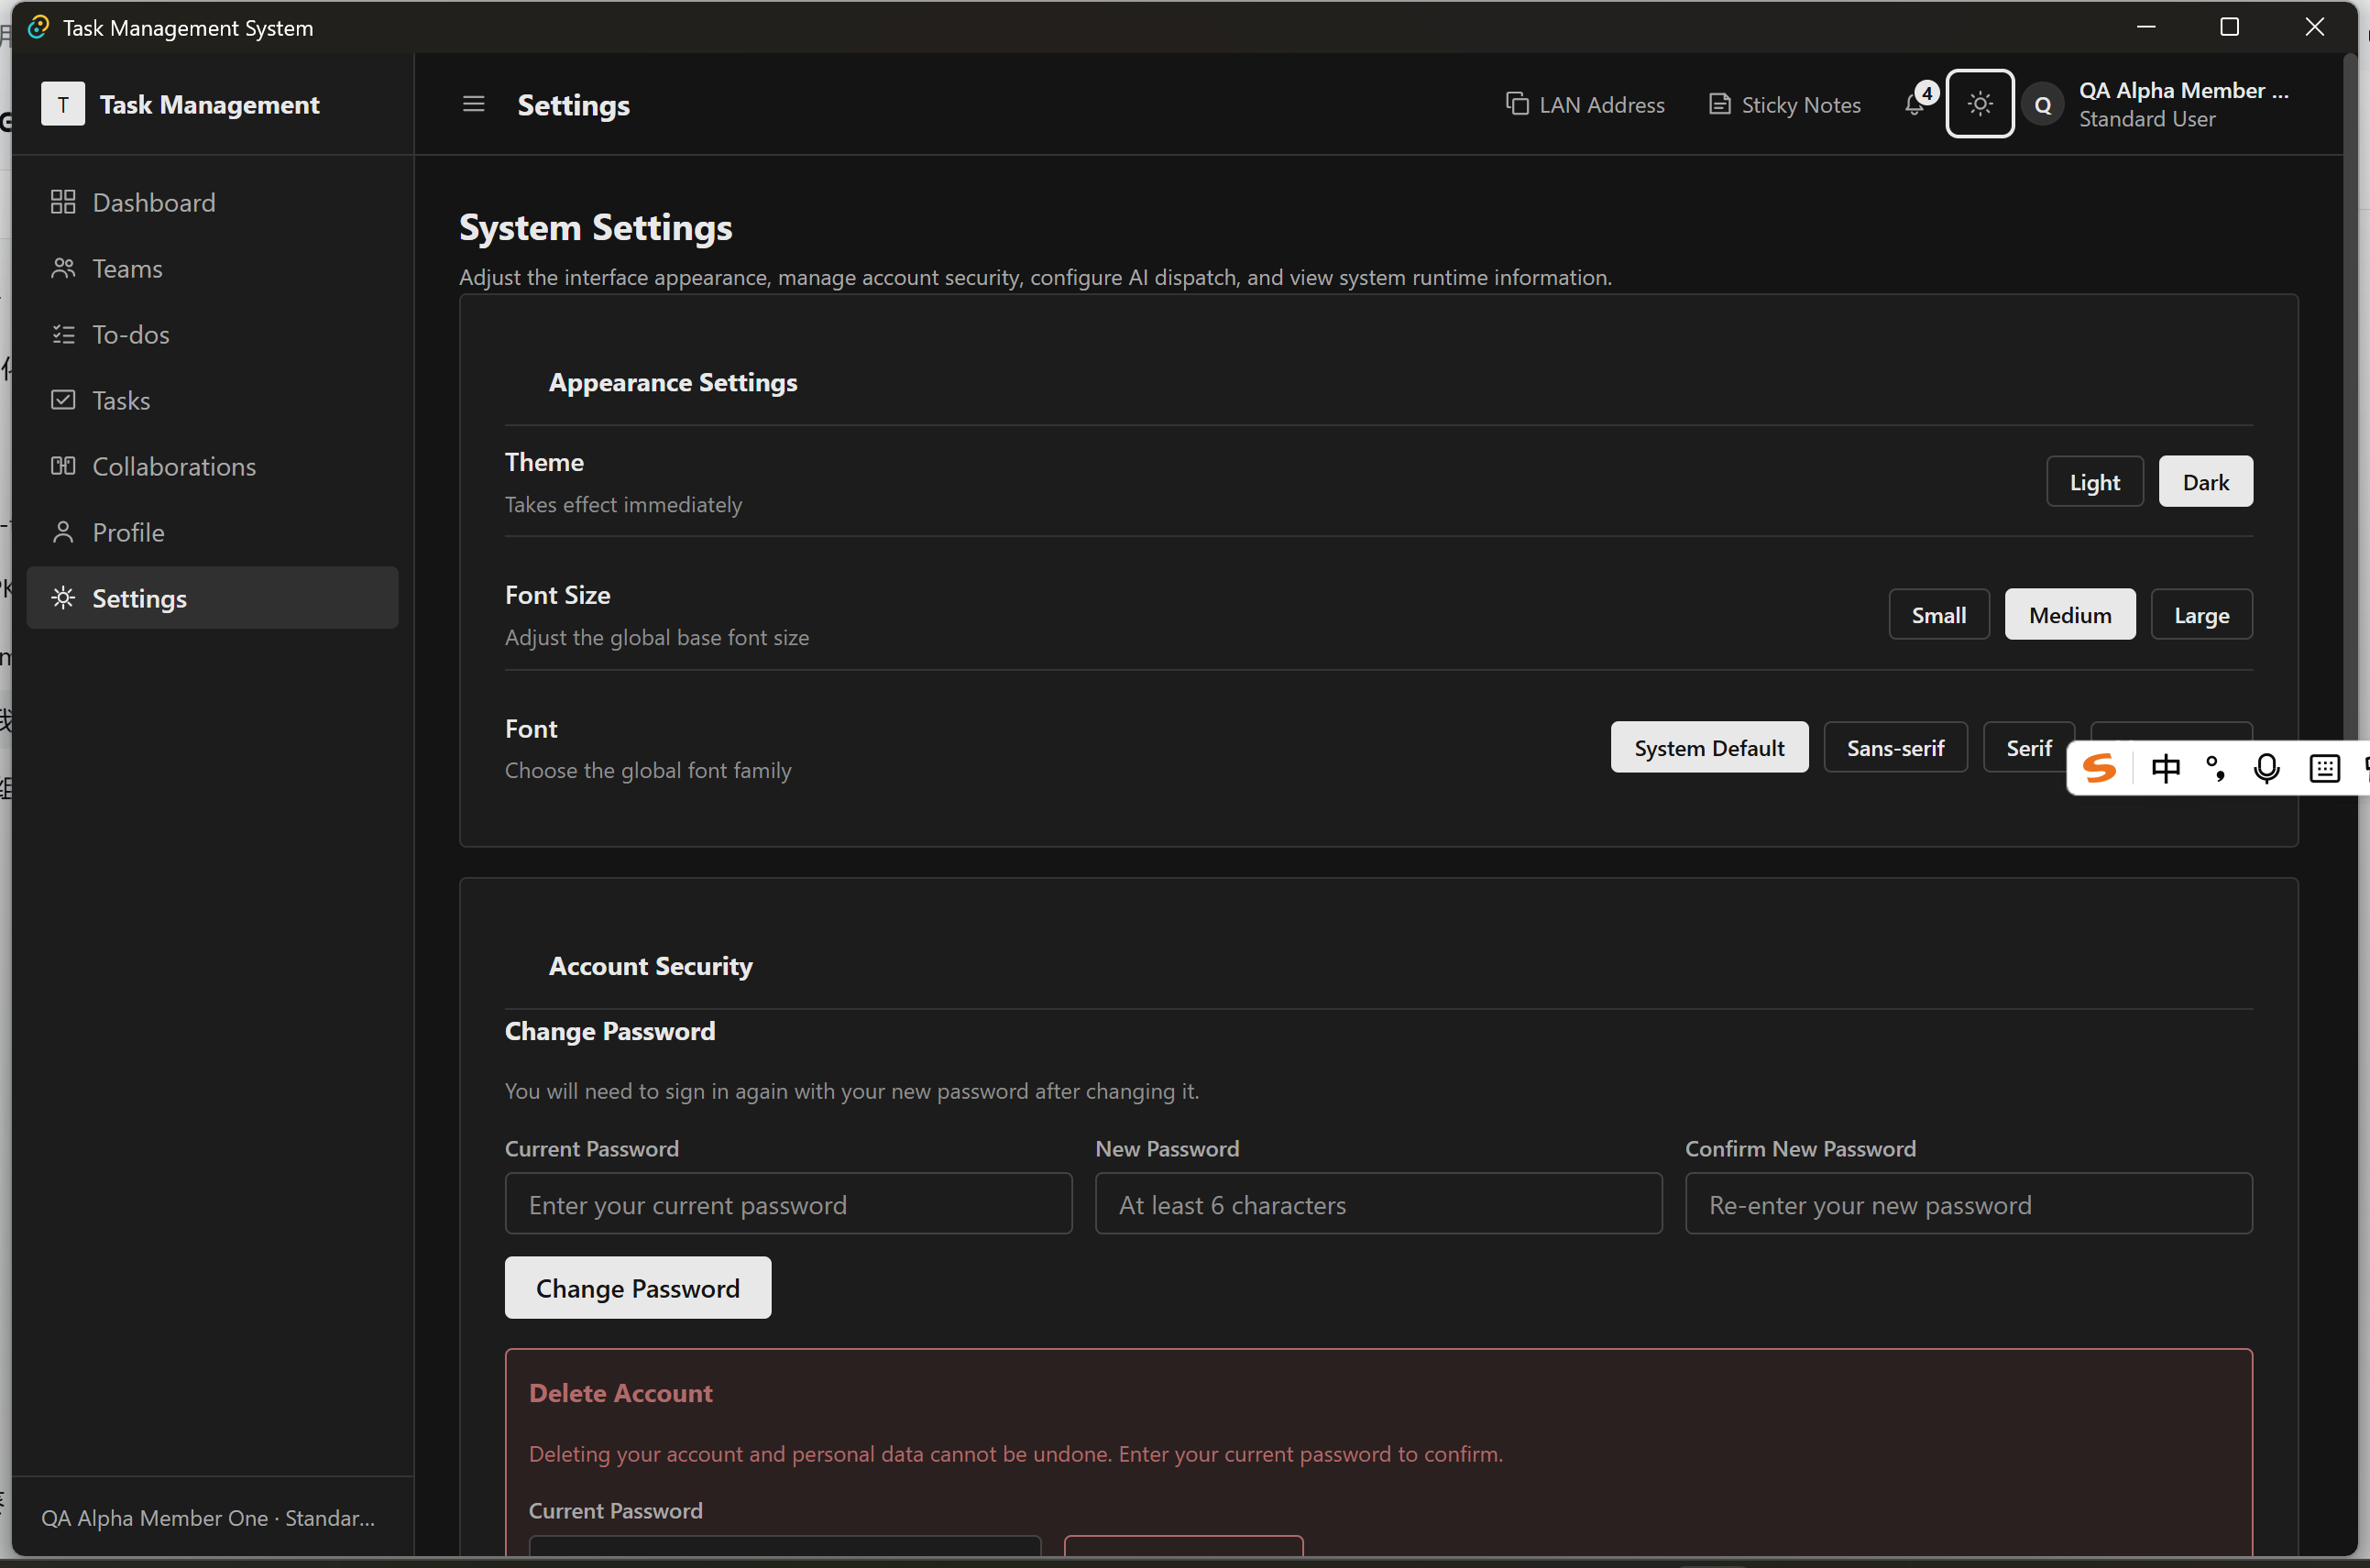 Task Management System
T
Task Management
Settings
LAN Address
Sticky Notes
4
Q
QA Alpha Member ...
Standard User
Dashboard
Teams
To-dos
Tasks
Collaborations
Profile
Settings
QA Alpha Member One · Standar...
System Settings
Adjust the interface appearance, manage account security, configure AI dispatch, and view system runtime information.
Appearance Settings
Theme
Takes effect immediately
Light
Dark
Font Size
Adjust the global base font size
Small
Medium
Large
Font
Choose the global font family
System Default
Sans-serif
Serif
中
Account Security
Change Password
You will need to sign in again with your new password after changing it.
Current Password
New Password
Confirm New Password
Enter your current password
At least 6 characters
Re-enter your new password
Change Password
Delete Account
Deleting your account and personal data cannot be undone. Enter your current password to confirm.
Current Password